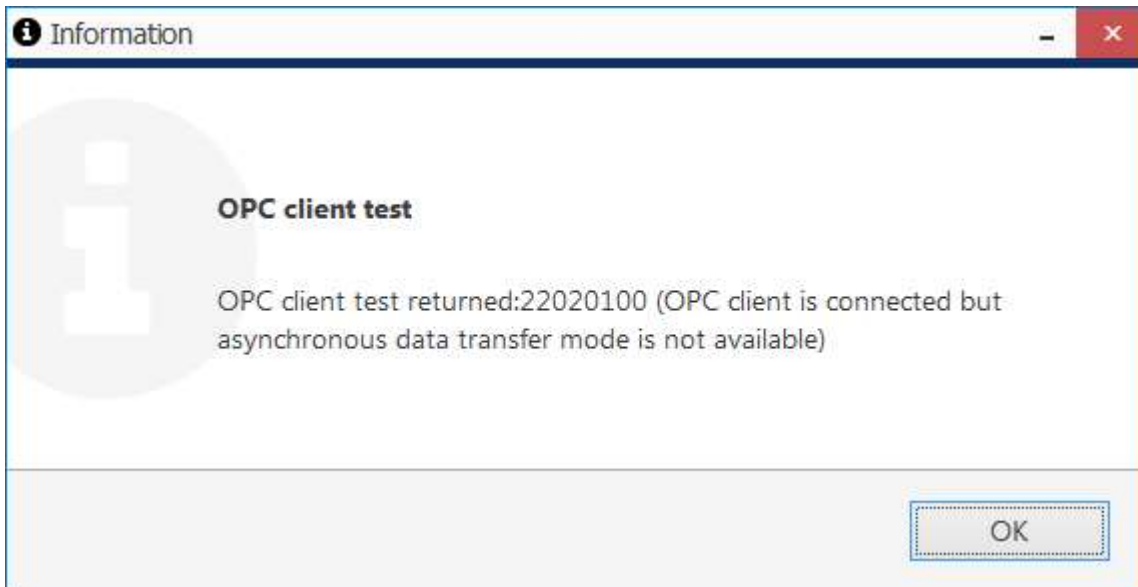 Information
OPC client test
OPC client test returned:22020100 (OPC client is connected but
asynchronous data transfer mode is not available)
OK